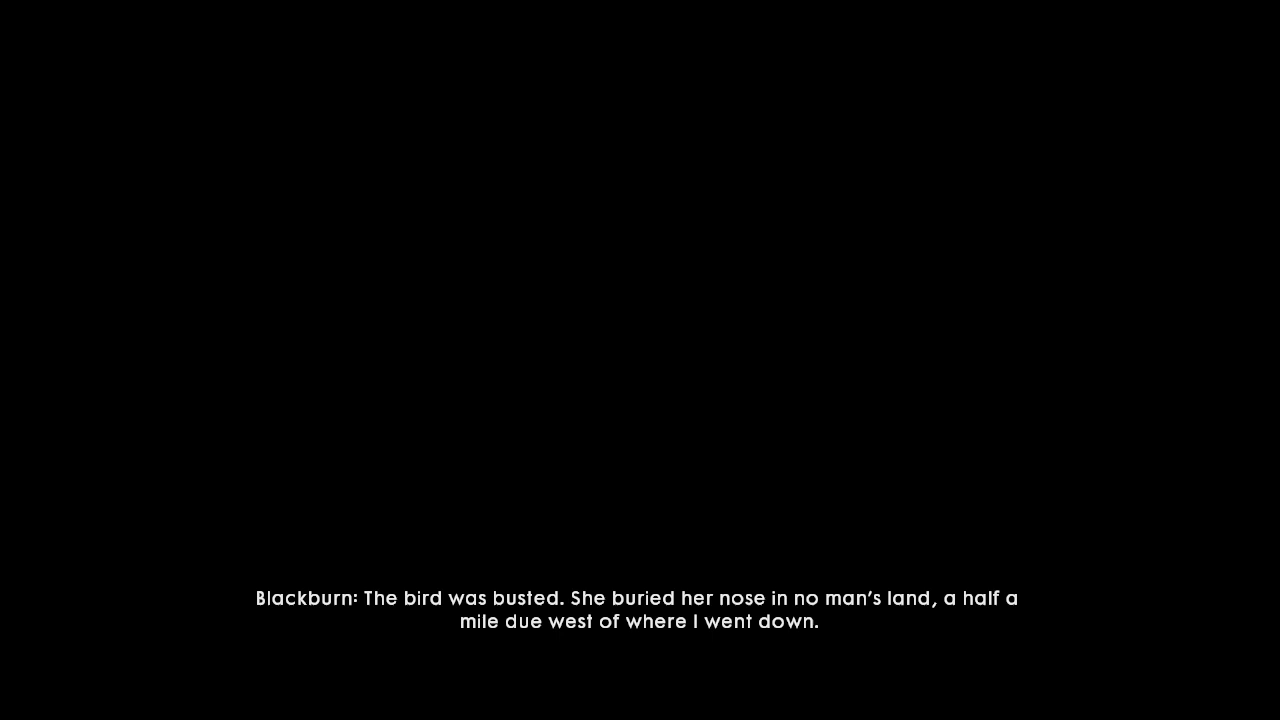 Blackburn: The bird was busted. She buried her nose in no man's land, a half a
mile due west of where I went down.